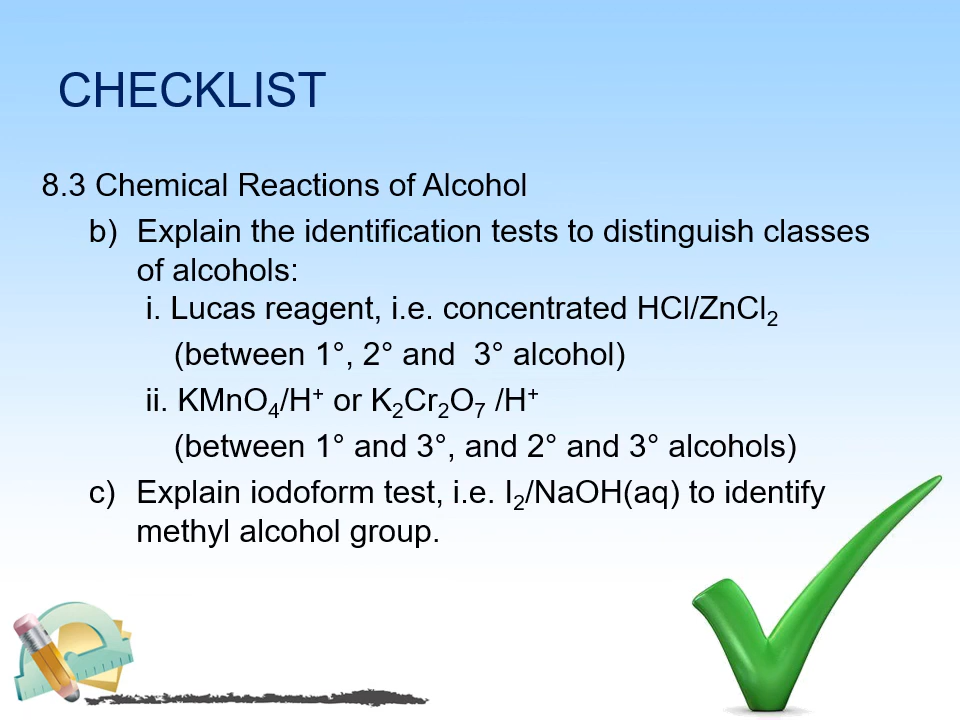 CHECKLIST
8.3 Chemical Reactions of Alcohol
b) Explain the identification tests to distinguish classes
of alcohols:
i. Lucas reagent, i.e. concentrated HCl/ZnCl₂
(between 1°, 2° and  3° alcohol)
ii. KMnO₄/H⁺ or K₂Cr₂O₇ /H⁺
(between 1° and 3°, and 2° and 3° alcohols)
c) Explain iodoform test, i.e. I₂/NaOH(aq) to identify
methyl alcohol group.